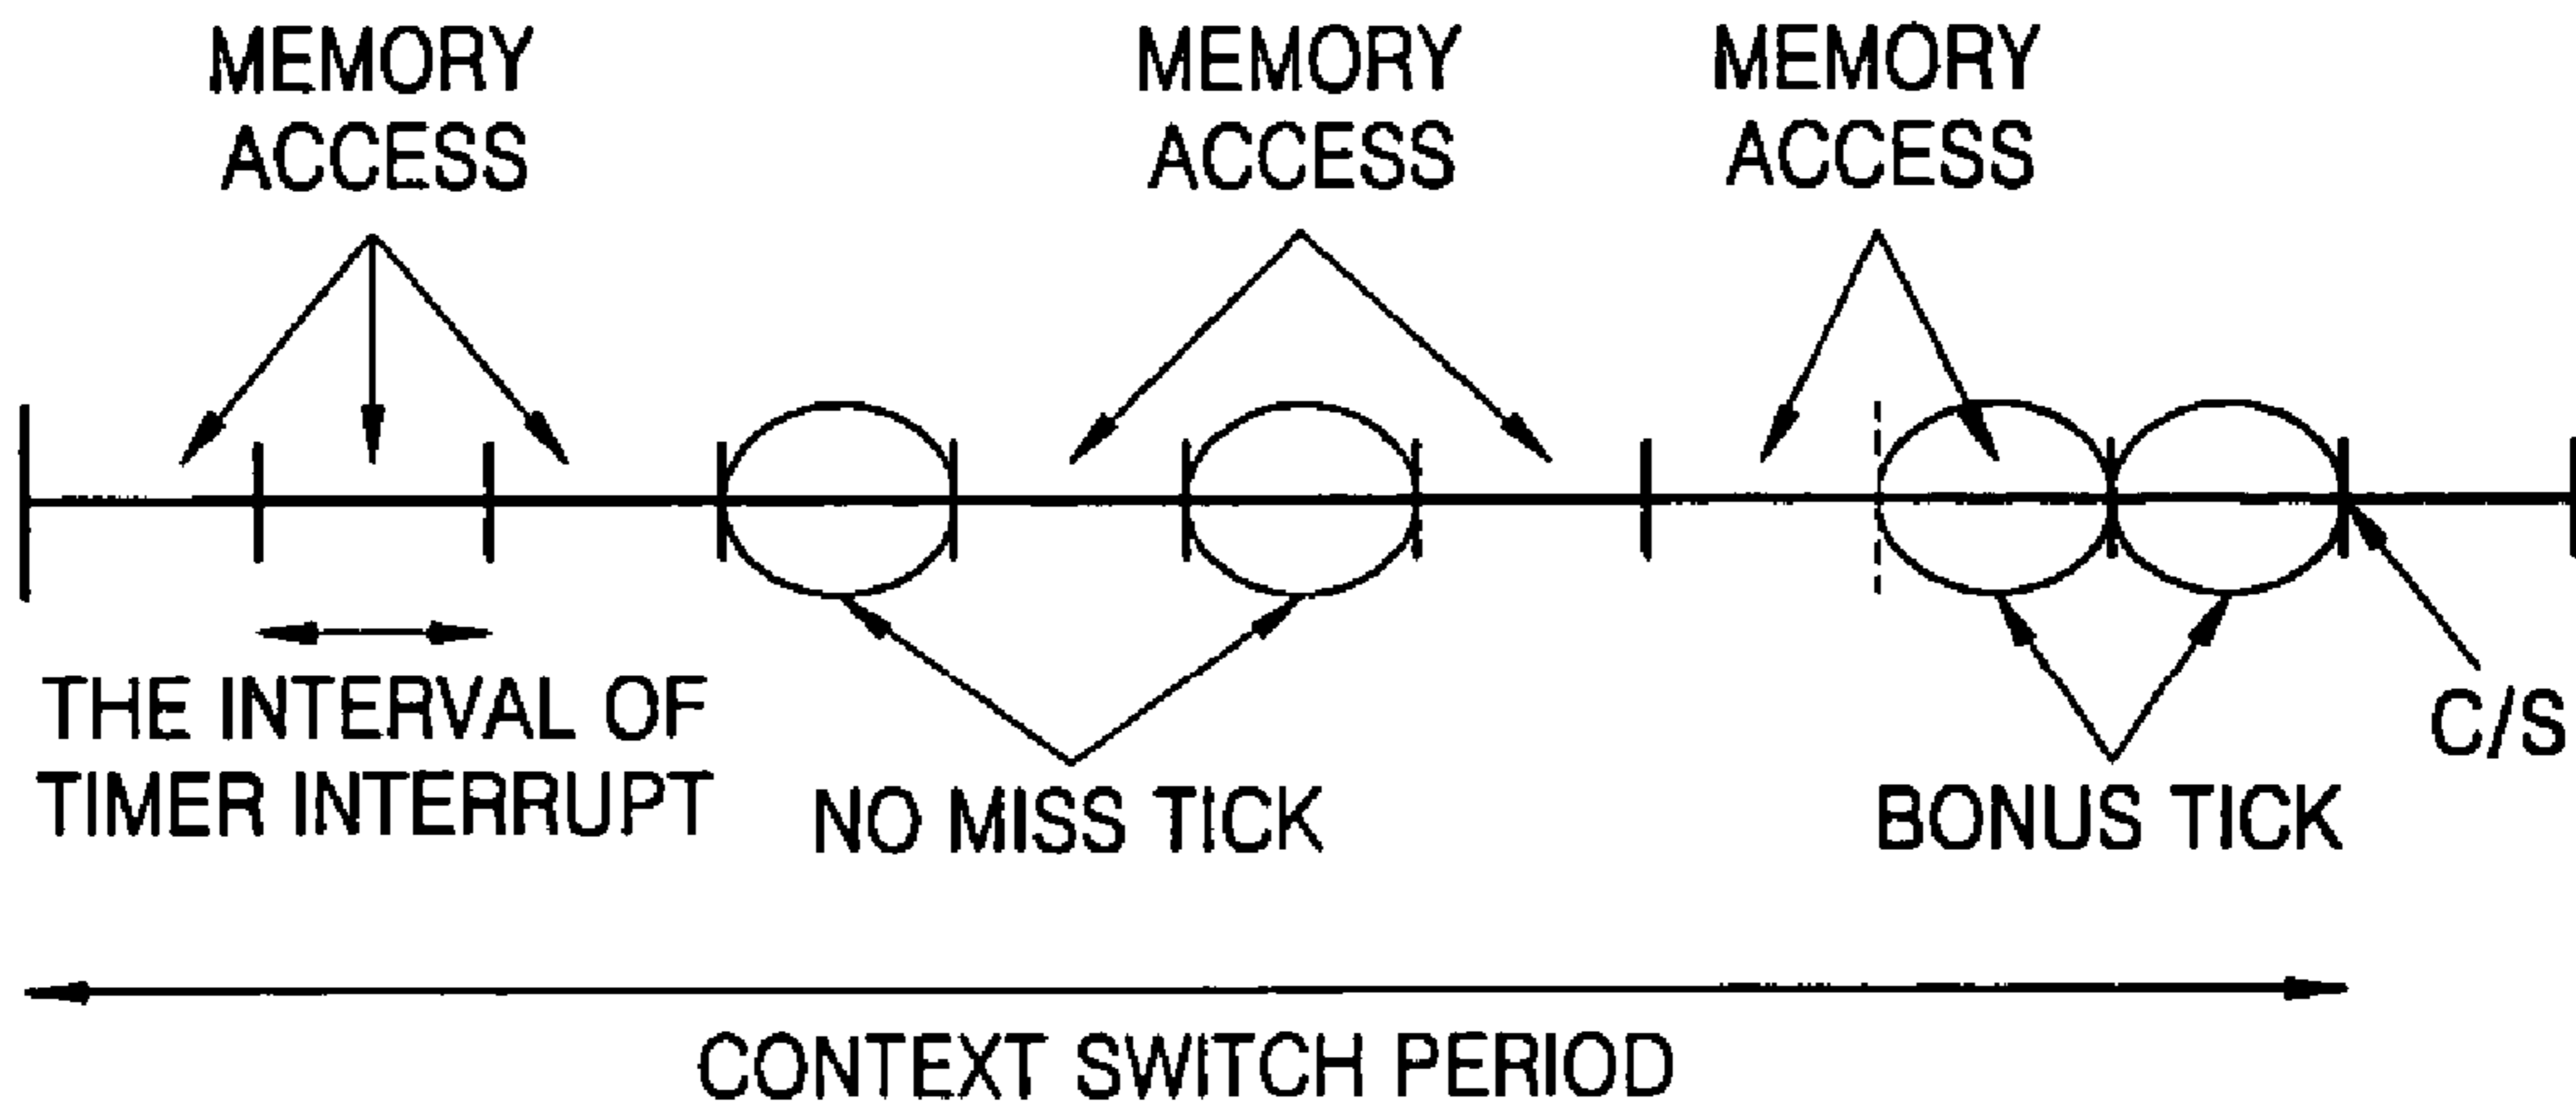 MEMORY
ACCESS
MEMORY
ACCESS
MEMORY
ACCESS
THE INTERVAL OF
TIMER INTERRUPT
NO MISS TICK
BONUS TICK
C/S
CONTEXT SWITCH PERIOD